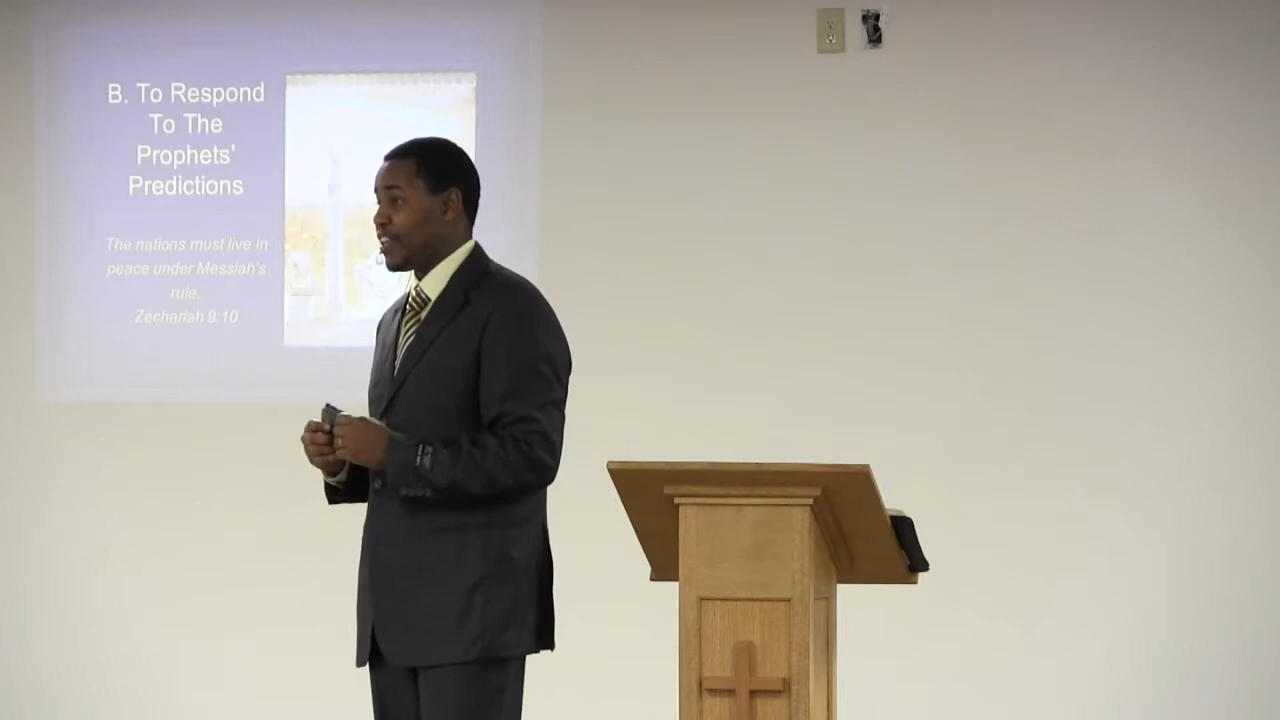 B. To Respond
To The
Prophets'
Predictions
The nations must live in
peace under Messiah's
rule.
Zechariah 9:10